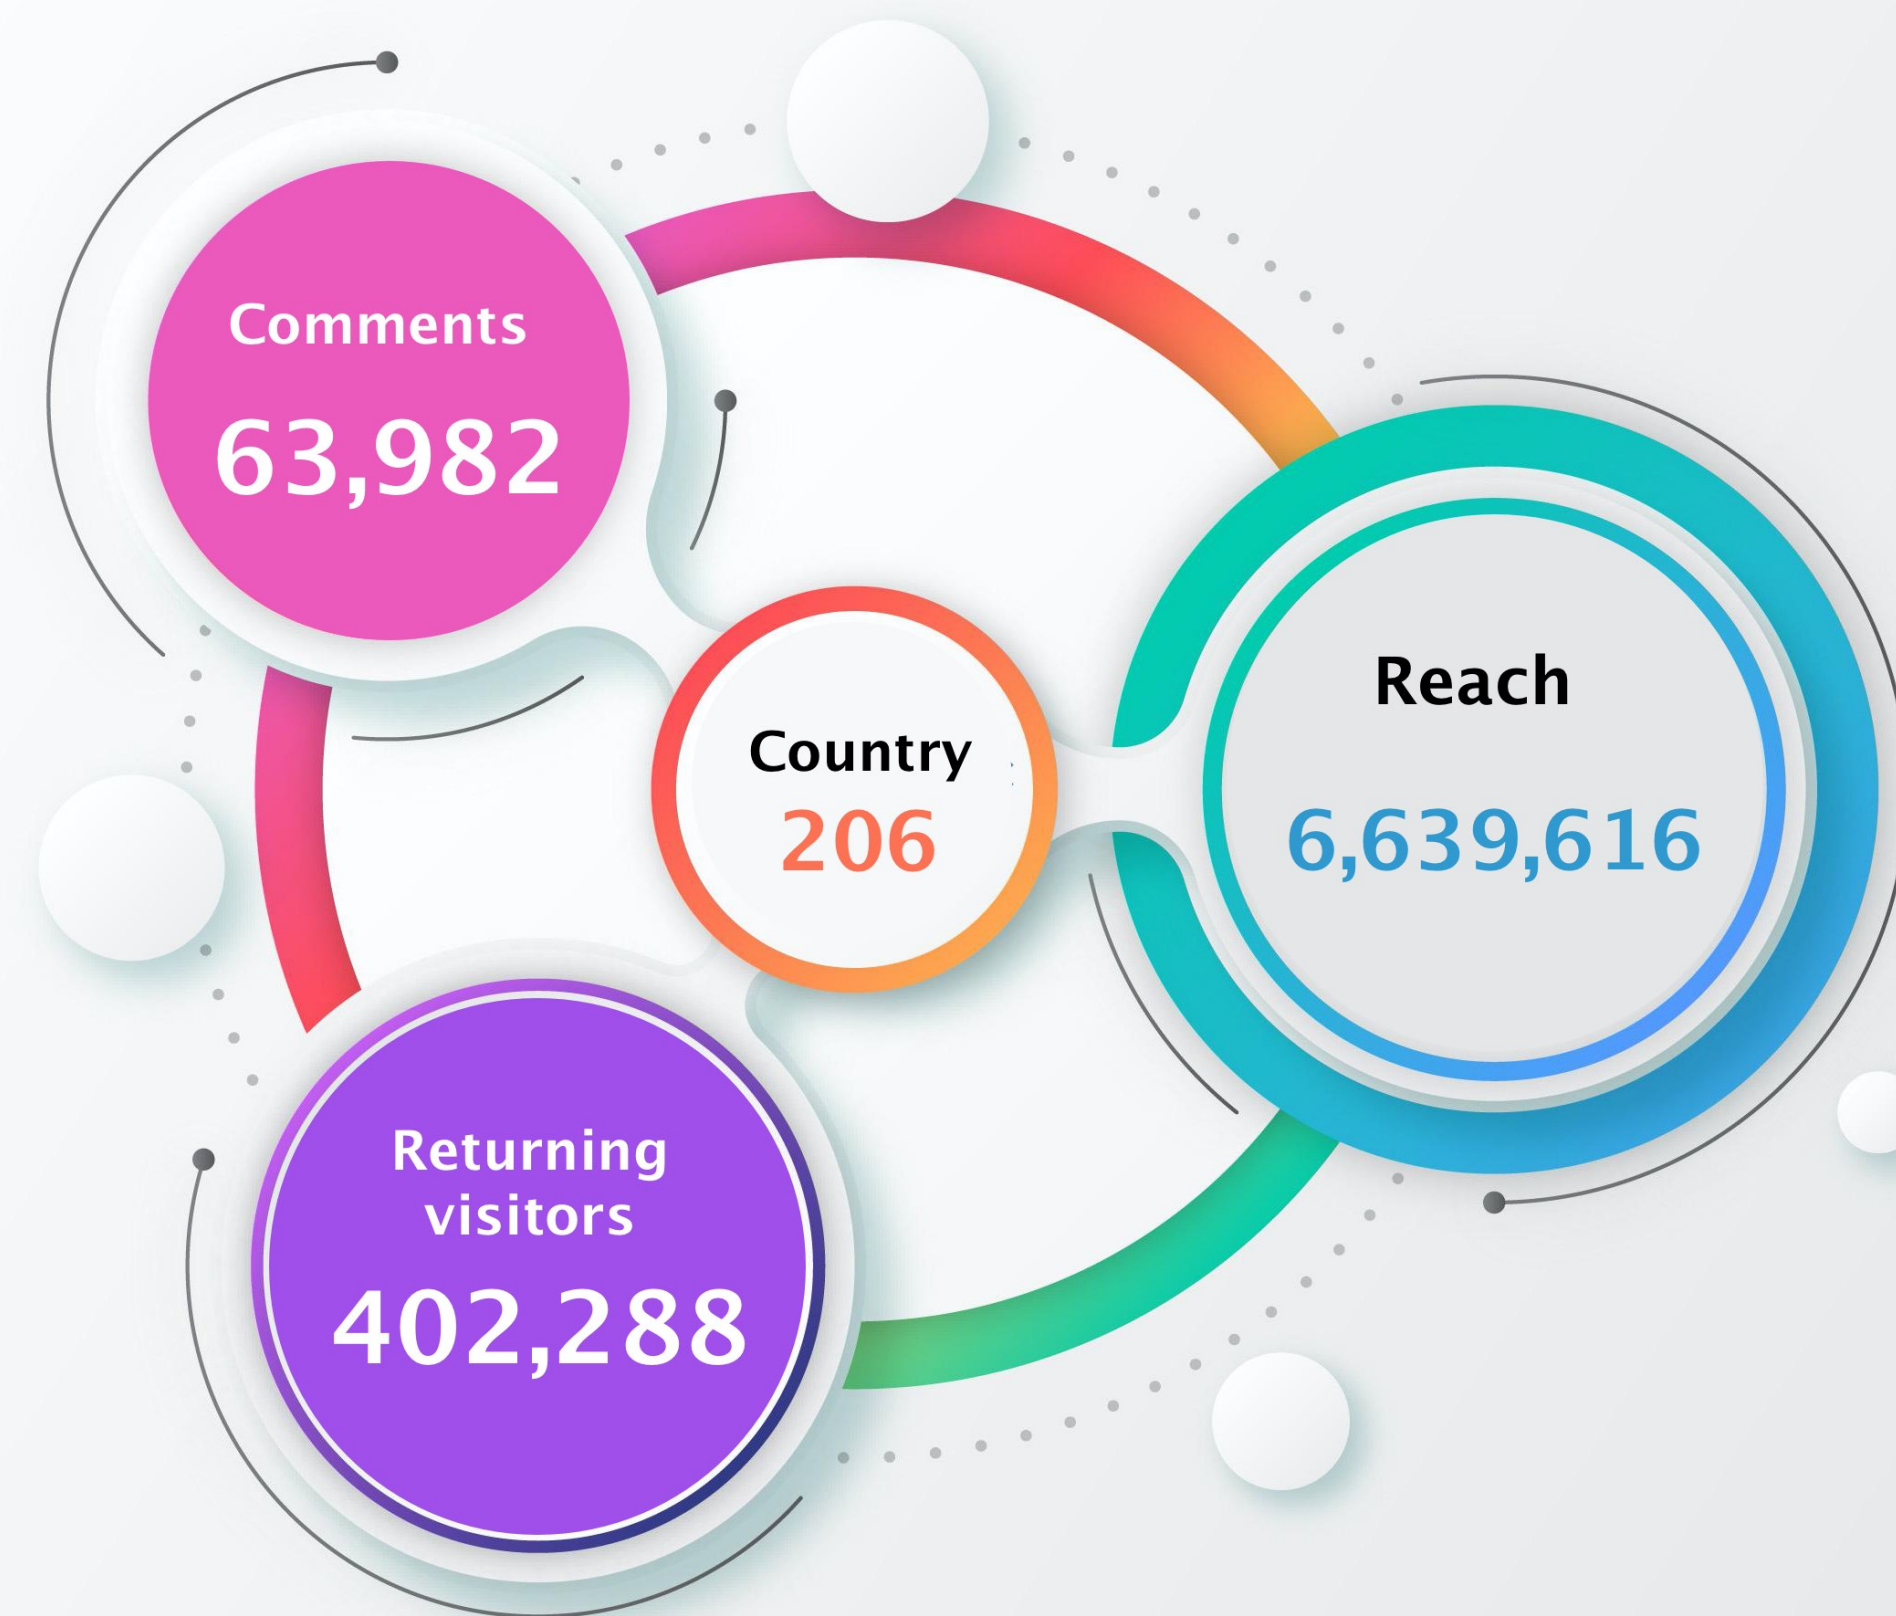 Comments
63,982
Country
206
Reach
6,639,616
Returning
visitors
402,288